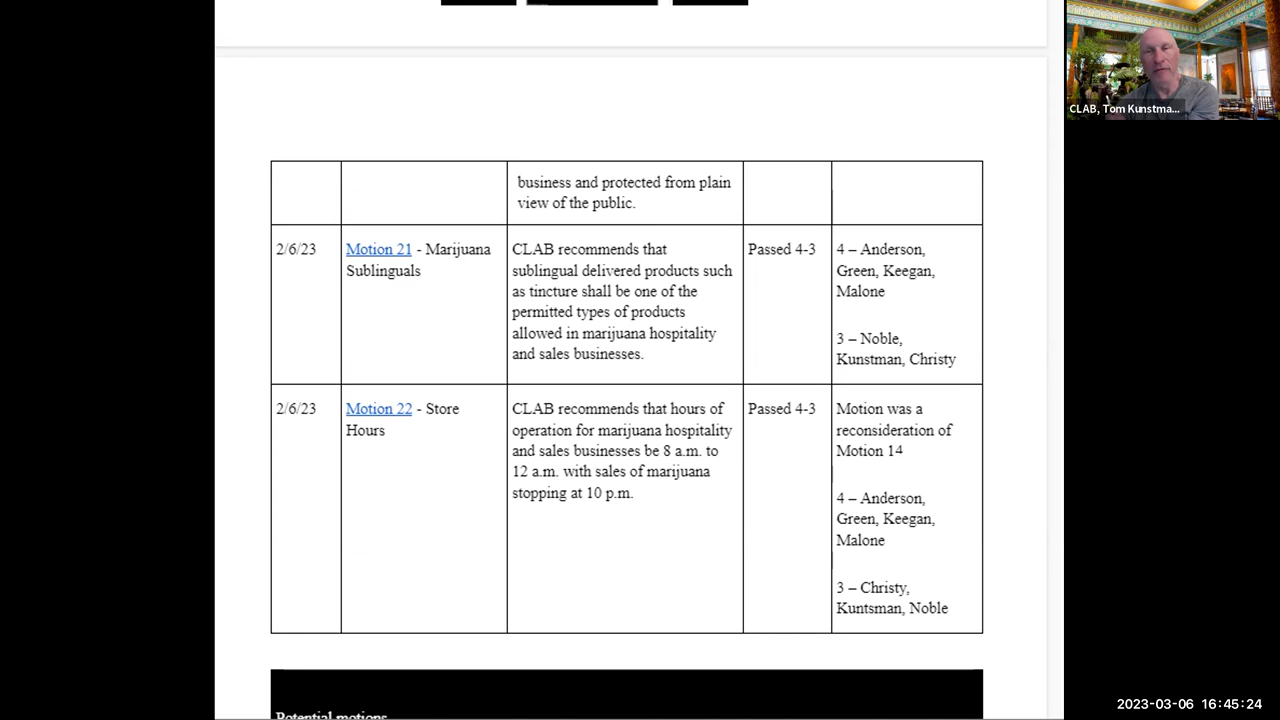 CLAB, Tom Kunstma...
business and protected from plain
view of the public.
2/6/23
Motion 21 - Marijuana
Sublinguals
CLAB recommends that
sublingual delivered products such
as tincture shall be one of the
permitted types of products
allowed in marijuana hospitality
and sales businesses.
Passed 4-3
4 – Anderson,
Green, Keegan,
Malone
3 – Noble,
Kunstman, Christy
2/6/23
Motion 22 - Store
Hours
CLAB recommends that hours of
operation for marijuana hospitality
and sales businesses be 8 a.m. to
12 a.m. with sales of marijuana
stopping at 10 p.m.
Passed 4-3
Motion was a
reconsideration of
Motion 14
4 – Anderson,
Green, Keegan,
Malone
3 – Christy,
Kuntsman, Noble
Potential motions
2023-03-06 16:45:24